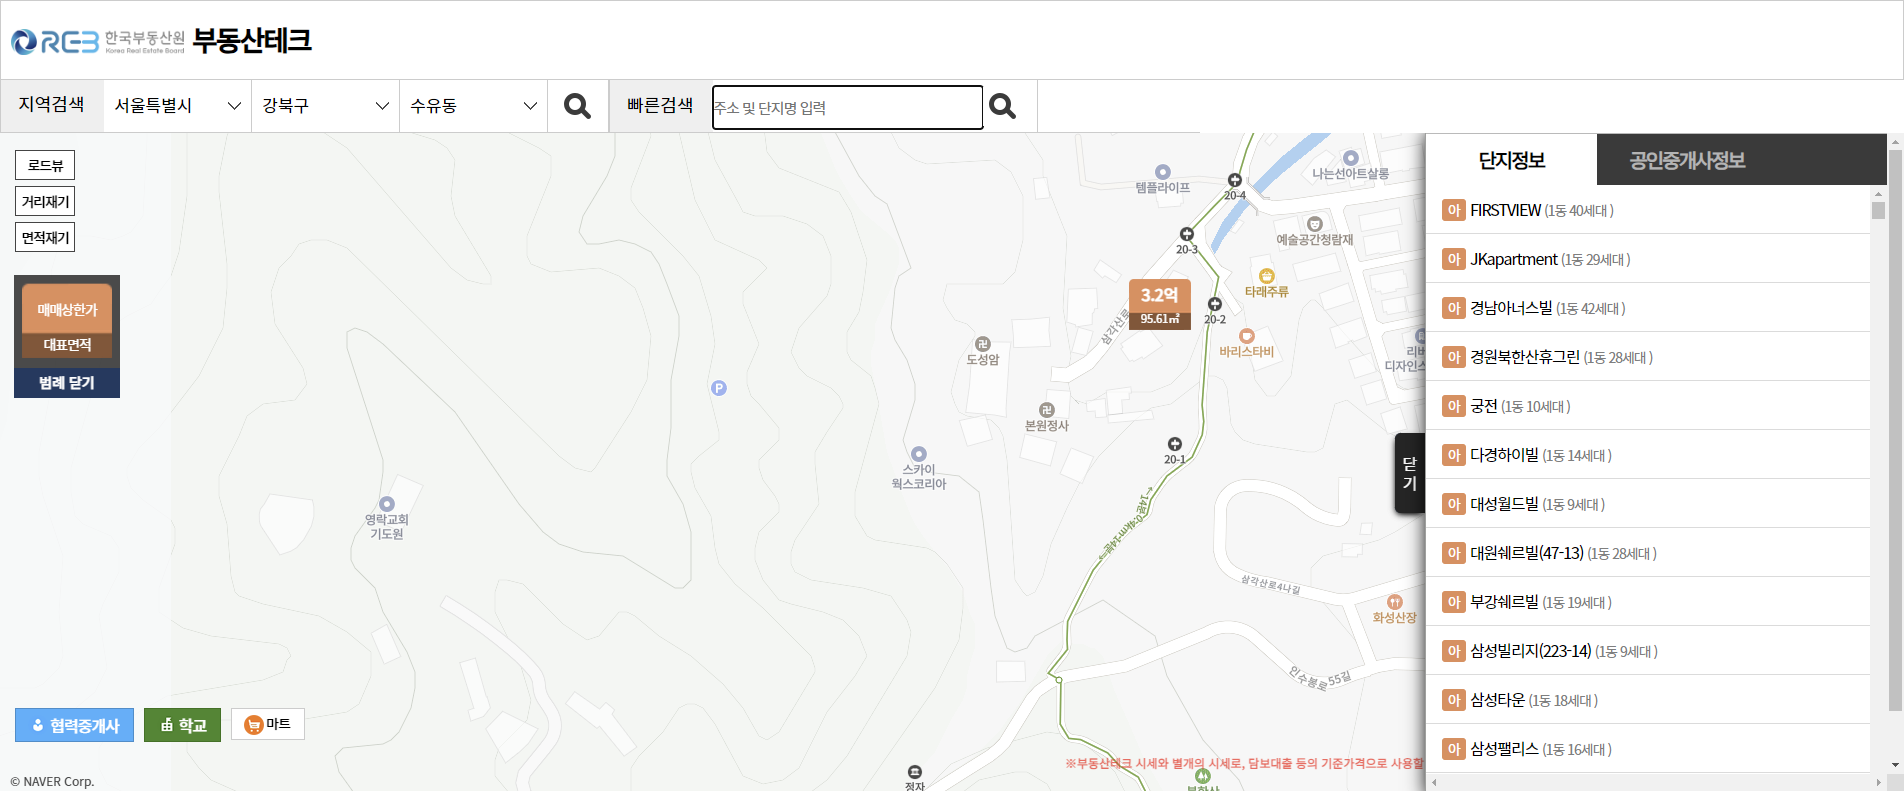 REB 한국부동산원 Korea Real Estate Board 부동산테크
지역검색 서울특별시 강북구 수유동 빠른검색 주소 및 단지명 입력
로드뷰
거리재기
면적재기
매매상한가
대표면적
범례 닫기
템플라이프
나는선아트살롱
20-4
예술공간청람재
20-3
타래주류
3.2억
95.61㎡
삼각산로
20-2
바리스타비
리버
디자인스
도성암
P
본원정사
20-1
스카이
웍스코리아
영락교회
기도원
←14분·0.4km·14분→
삼각산로4나길
화성산장
인수봉로55길
협력중개사 학교 마트
※부동산테크 시세와 별개의 시세로, 담보대출 등의 기준가격으로 사용할
정자
북한산
© NAVER Corp.
닫
기
단지정보 공인중개사정보
아 FIRSTVIEW (1동 40세대 )
아 JKapartment (1동 29세대 )
아 경남아너스빌 (1동 42세대 )
아 경원북한산휴그린 (1동 28세대 )
아 궁전 (1동 10세대 )
아 다경하이빌 (1동 14세대 )
아 대성월드빌 (1동 9세대 )
아 대원쉐르빌(47-13) (1동 28세대 )
아 부강쉐르빌 (1동 19세대 )
아 삼성빌리지(223-14) (1동 9세대 )
아 삼성타운 (1동 18세대 )
아 삼성팰리스 (1동 16세대 )